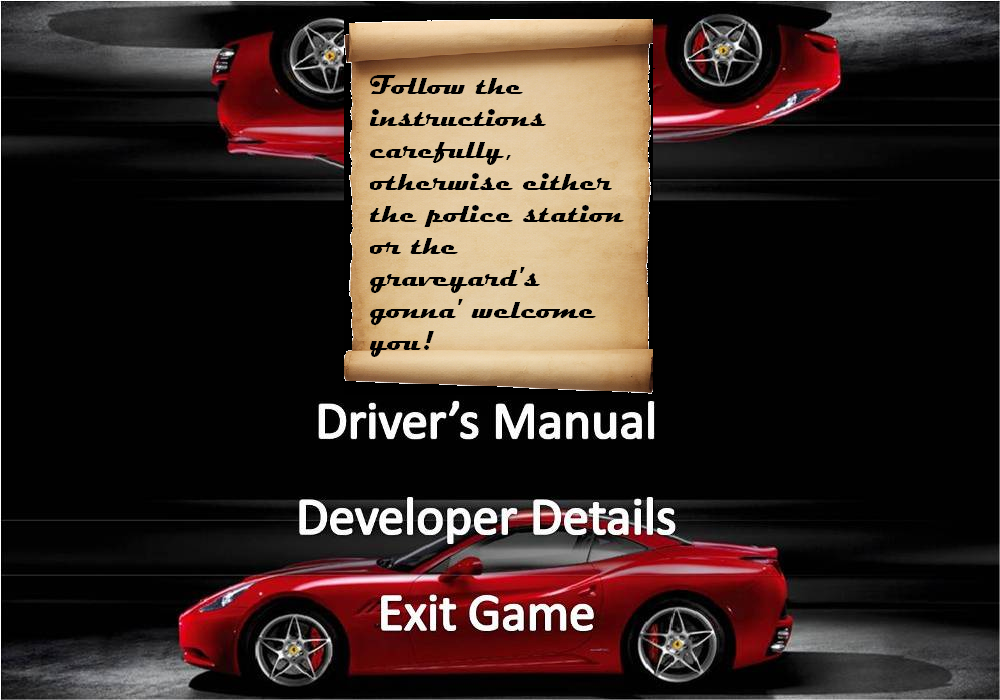 Follow the
instructions
carefully,
otherwise either
the police station
or the
graveyard's
gonna' welcome
you!
Driver’s Manual
Developer Details
Exit Game